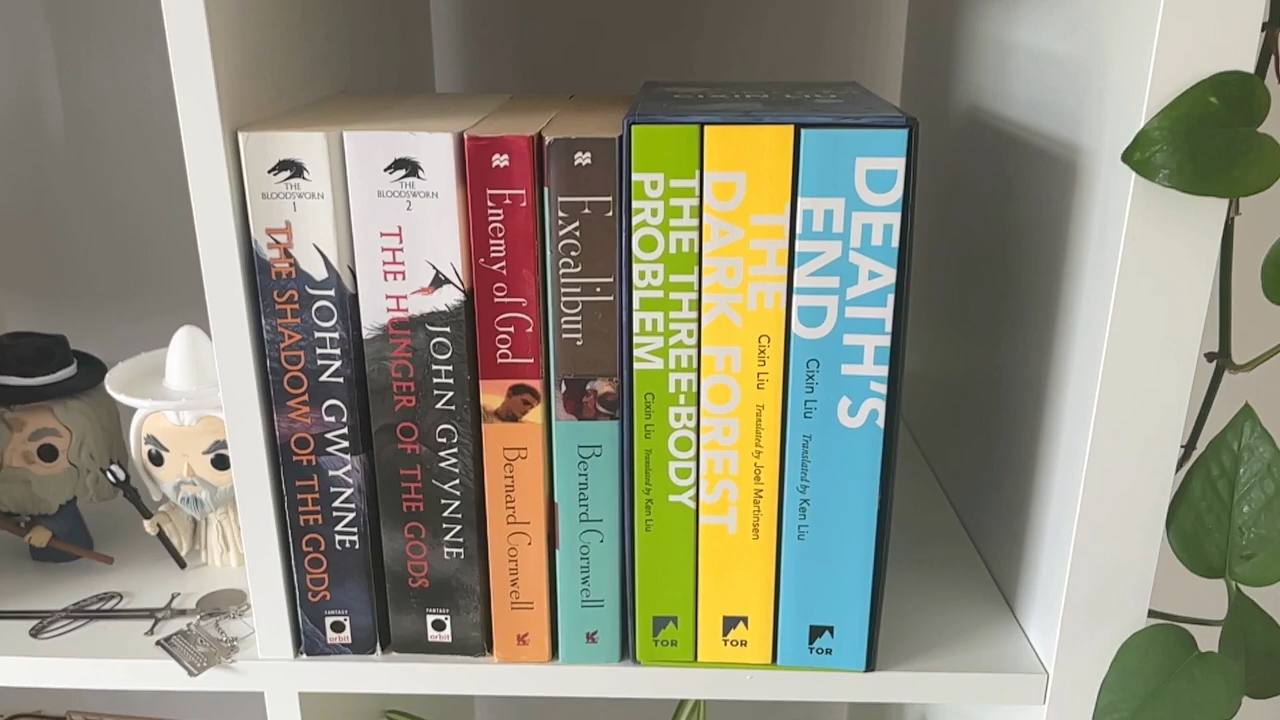 THE
BLOODSWORN
1
THE SHADOW OF THE GODS
JOHN GWYNNE
FANTASY
orbit
THE
BLOODSWORN
2
THE HUNGER OF THE GODS
JOHN GWYNNE
FANTASY
orbit
Enemy of God
Bernard Cornwell
Excalibur
Bernard Cornwell
CIXIN LIU
THE THREE-BODY
PROBLEM
Cixin Liu Translated by Ken Liu
TOR
THE
DARK FOREST
Cixin Liu Translated by Joel Martinsen
TOR
DEATH'S
END
Cixin Liu Translated by Ken Liu
TOR